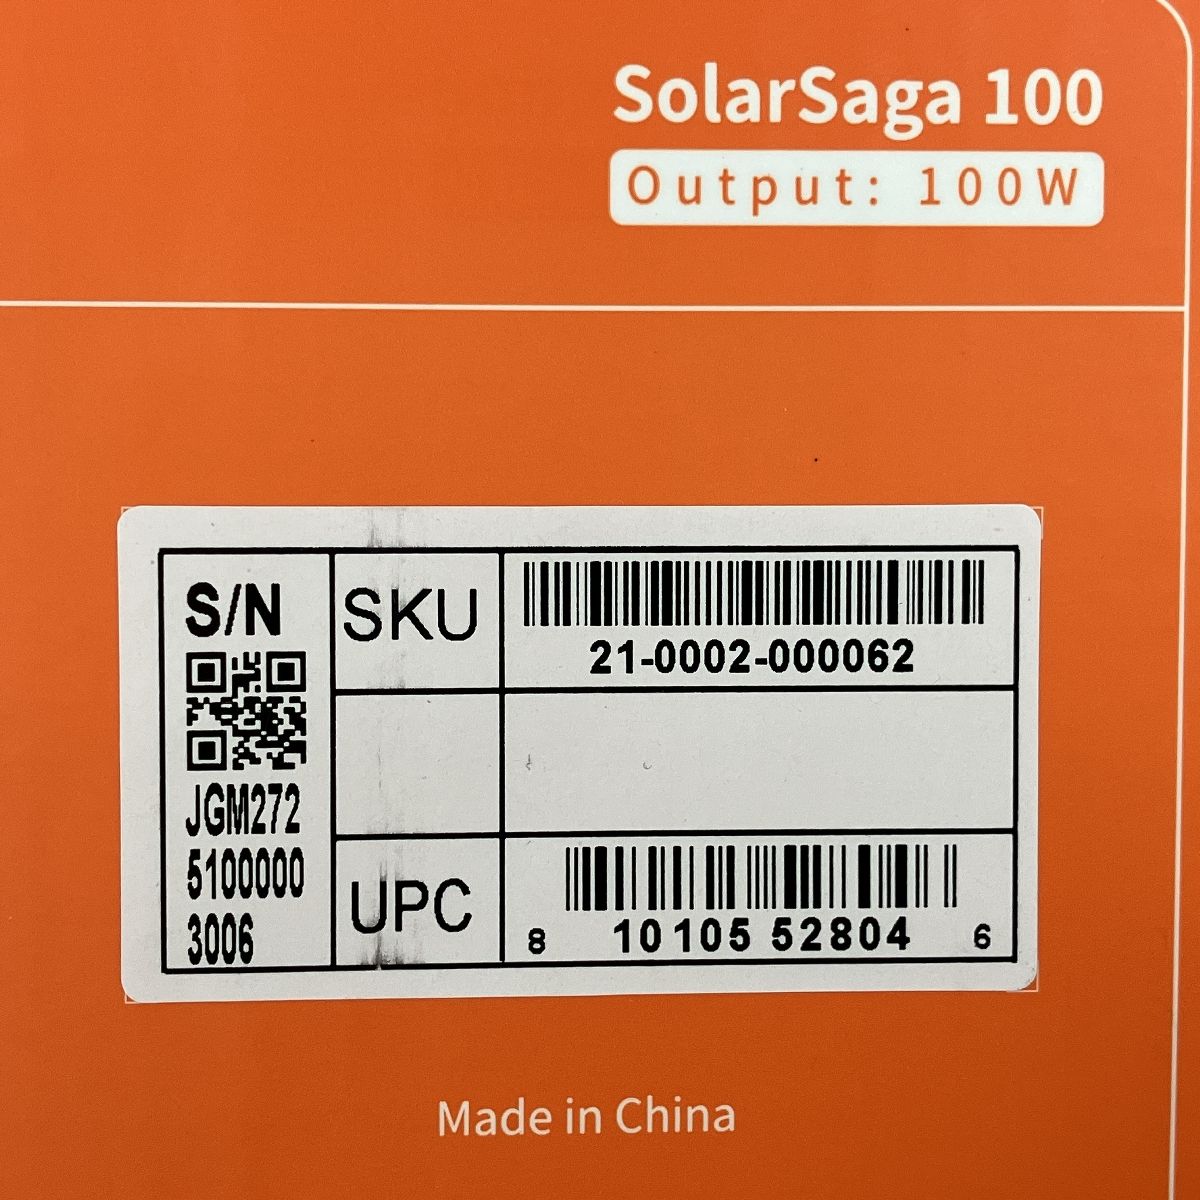 SolarSaga 100
Output: 100W
S/N
JGM272
5100000
3006
SKU
21-0002-000062
UPC
8 10105 52804 6
Made in China